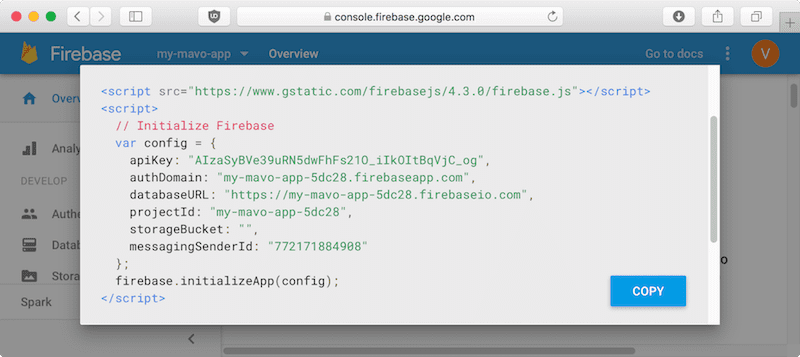 console.firebase.google.com
Firebase
my-mavo-app
Overview
Go to docs
V
Overv
Analy
DEVELOP
Authe
Datab
Stora
Spark
<script src="https://www.gstatic.com/firebasejs/4.3.0/firebase.js"></script>
<script>
// Initialize Firebase
var config = {
apiKey: "AIzaSyBVe39uRN5dwFhFs21O_iIkOItBqVjC_og",
authDomain: "my-mavo-app-5dc28.firebaseapp.com",
databaseURL: "https://my-mavo-app-5dc28.firebaseio.com",
projectId: "my-mavo-app-5dc28",
storageBucket: "",
messagingSenderId: "772171884908"
};
firebase.initializeApp(config);
</script>
COPY